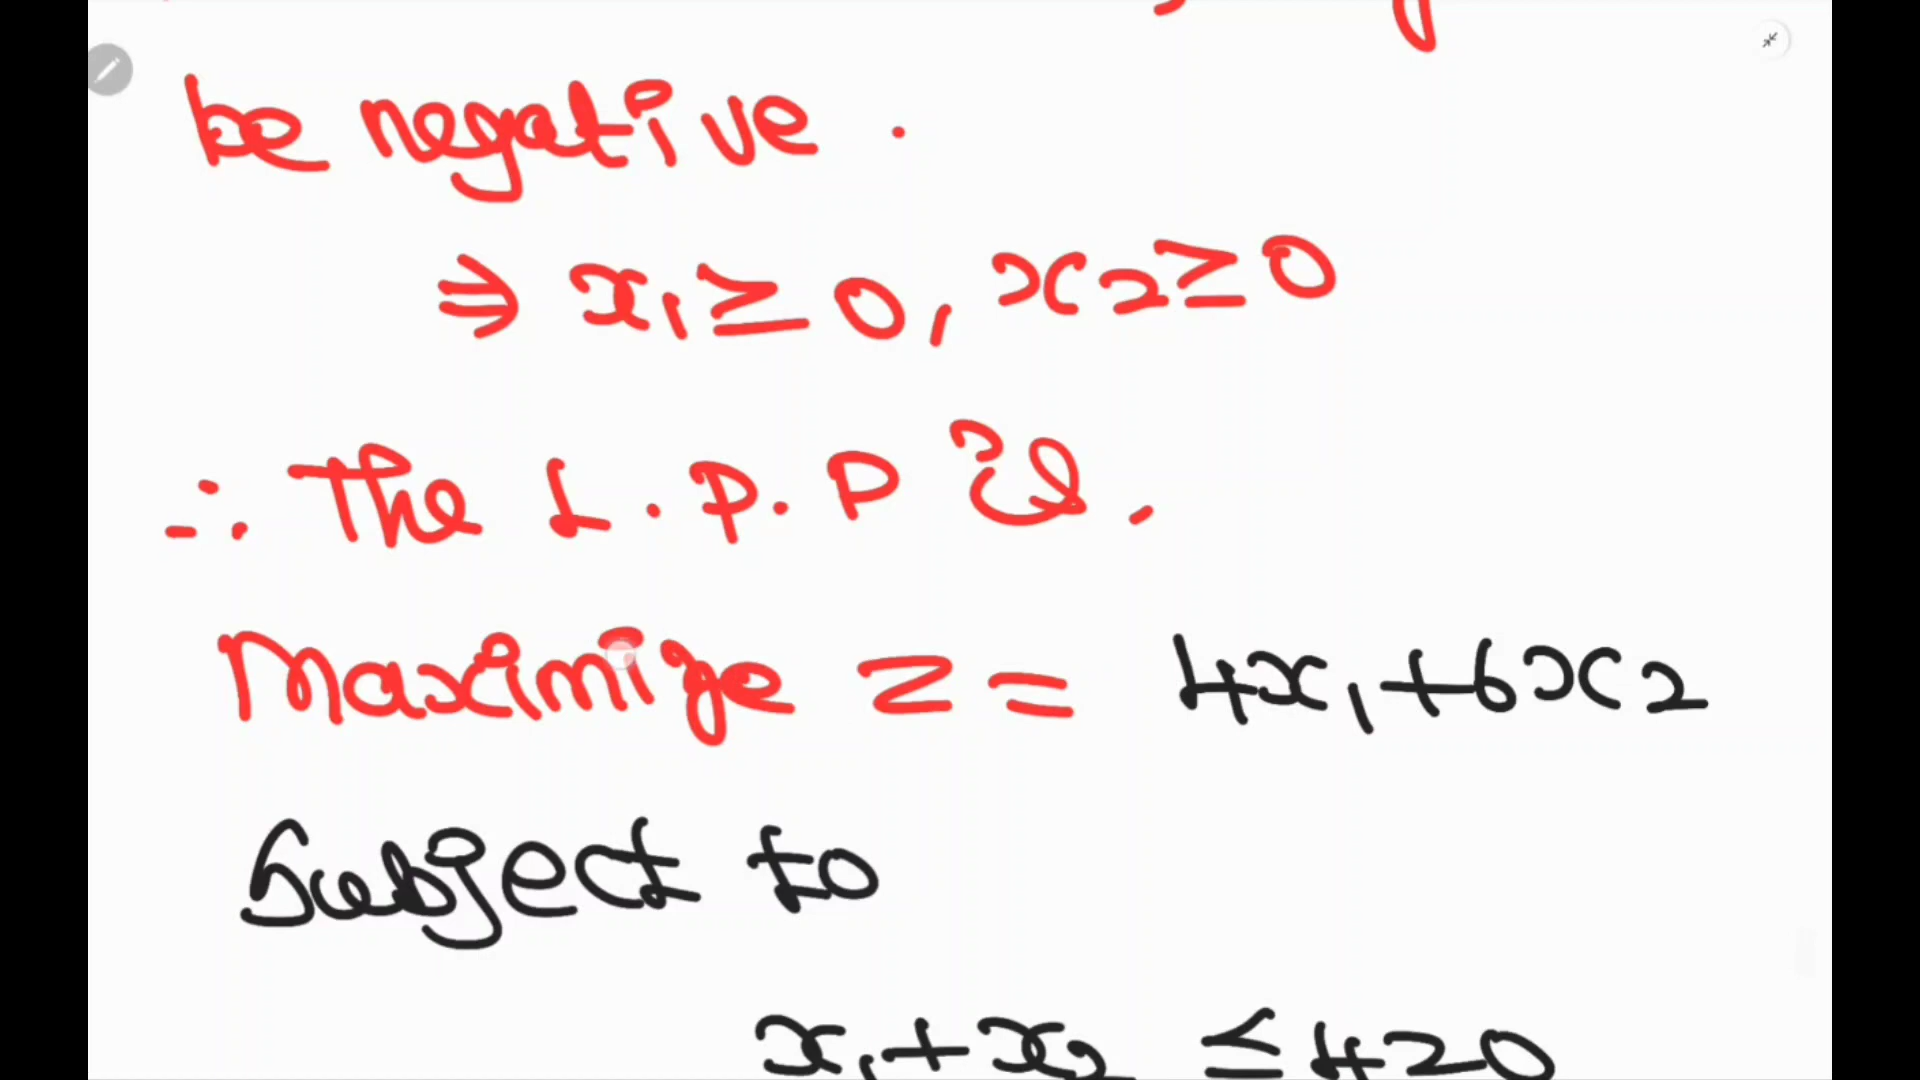 be negative .
⇒ x₁ ≥ 0, x₂ ≥ 0
∴ The L.P.P is,
Maximize Z = 4x₁+6x₂
Subject to
x₁+x₂ ≤ 420